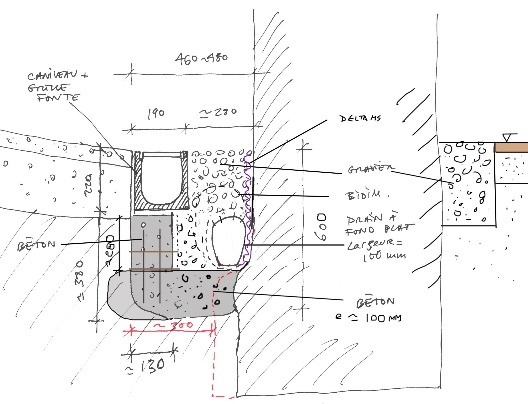 460~480
CANIVEAU +
GRILLE
FONTE
190
≃ 280
DELTA MS
GRAVIER
220
BIDIM.
DRAIN À
FOND PLAT
largeur =
100 mm
600
BÉTON
≃280
≃ 380
BÉTON
e ≃ 100 MM
≃ 300
≃ 130